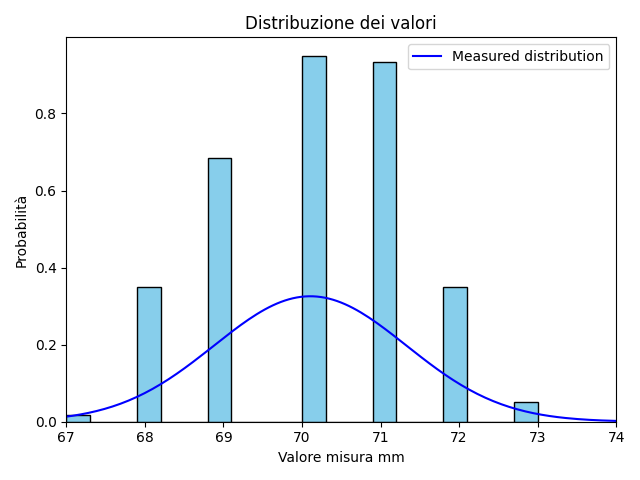 Distribuzione dei valori
Measured distribution
Probabilità
0.8
0.6
0.4
0.2
0.0
67 68 69 70 71 72 73 74
Valore misura mm